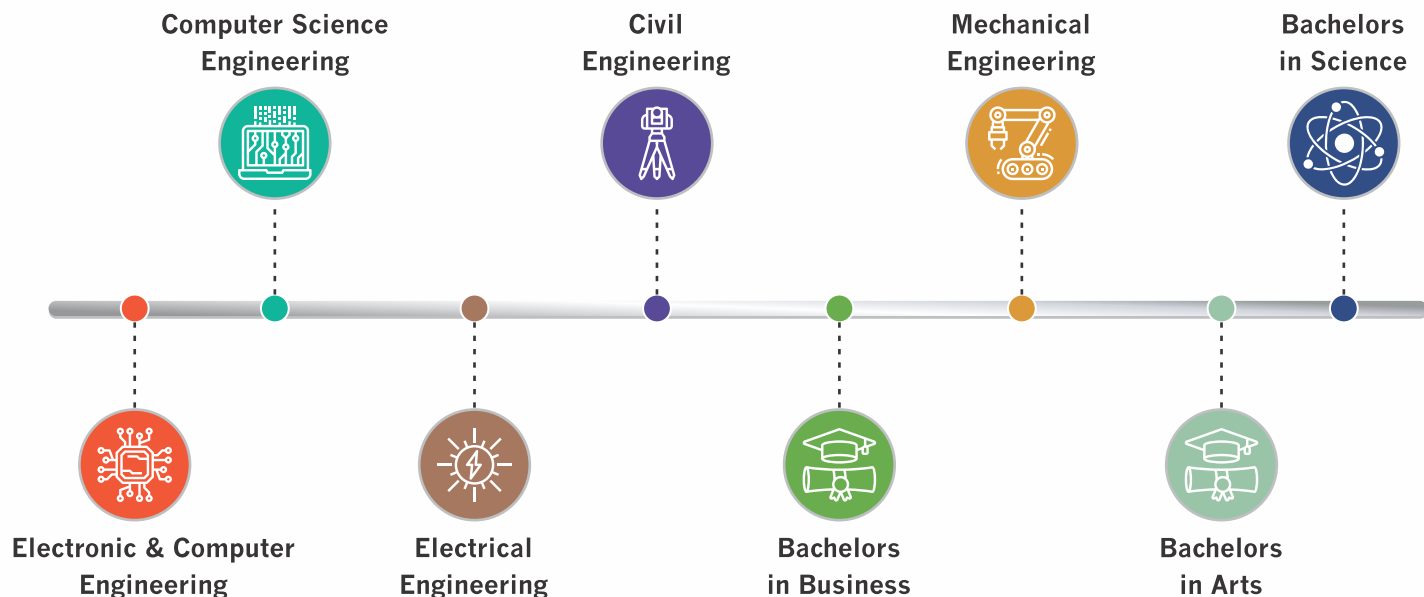 Computer Science
Engineering
Civil
Engineering
Mechanical
Engineering
Bachelors
in Science
Electronic & Computer
Engineering
Electrical
Engineering
Bachelors
in Business
Bachelors
in Arts